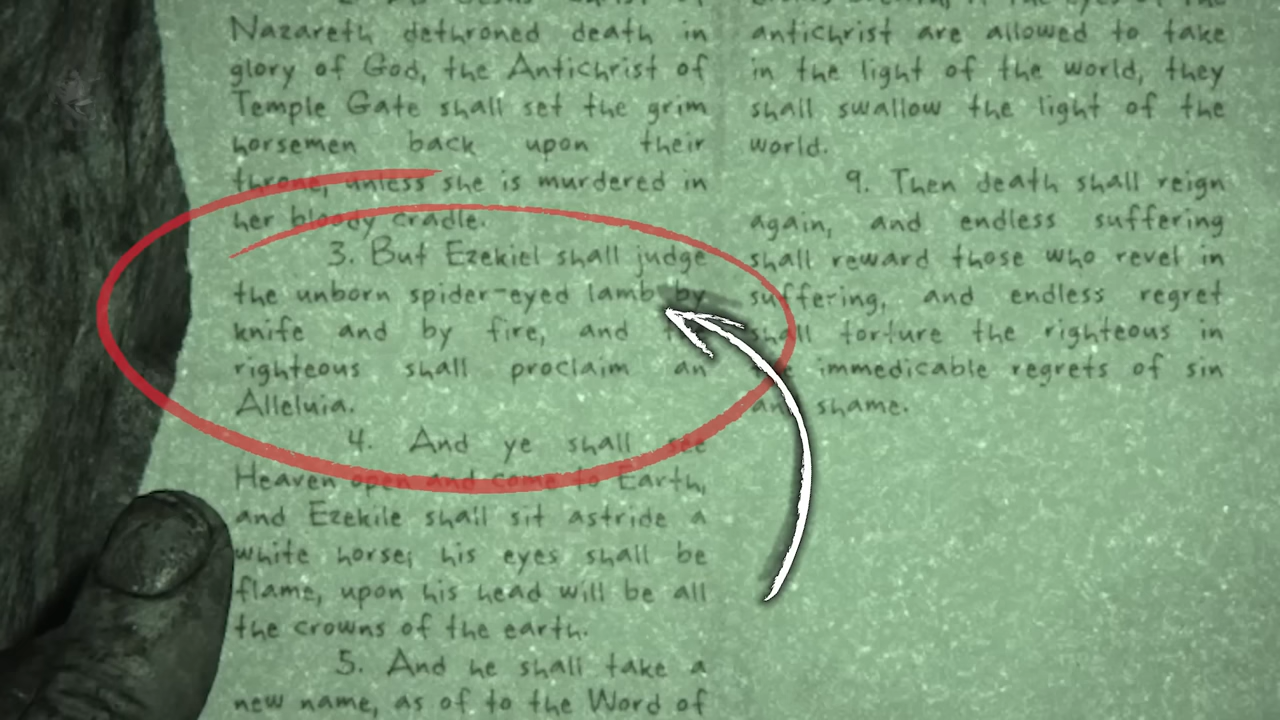 Nazareth dethroned death in
glory of God, the Antichrist of
Temple Gate shall set the grim
horsemen back upon their
throne, unless she is murdered in
her bloody cradle.
3. But Ezekiel shall judge
the unborn spider-eyed lamb by
knife and by fire, and
righteous shall proclaim an
Alleluia.
4. And ye shall see
Heaven open and come to Earth,
and Ezekile shall sit astride a
white horse; his eyes shall be
flame, upon his head will be all
the crowns of the earth.
5. And he shall take a
new name, as of to the Word of
antichrist are allowed to take
in the light of the world, they
shall swallow the light of the
world.
9. Then death shall reign
again, and endless suffering
shall reward those who revel in
suffering, and endless regret
shall torture the righteous in
immedicable regrets of sin
and shame.